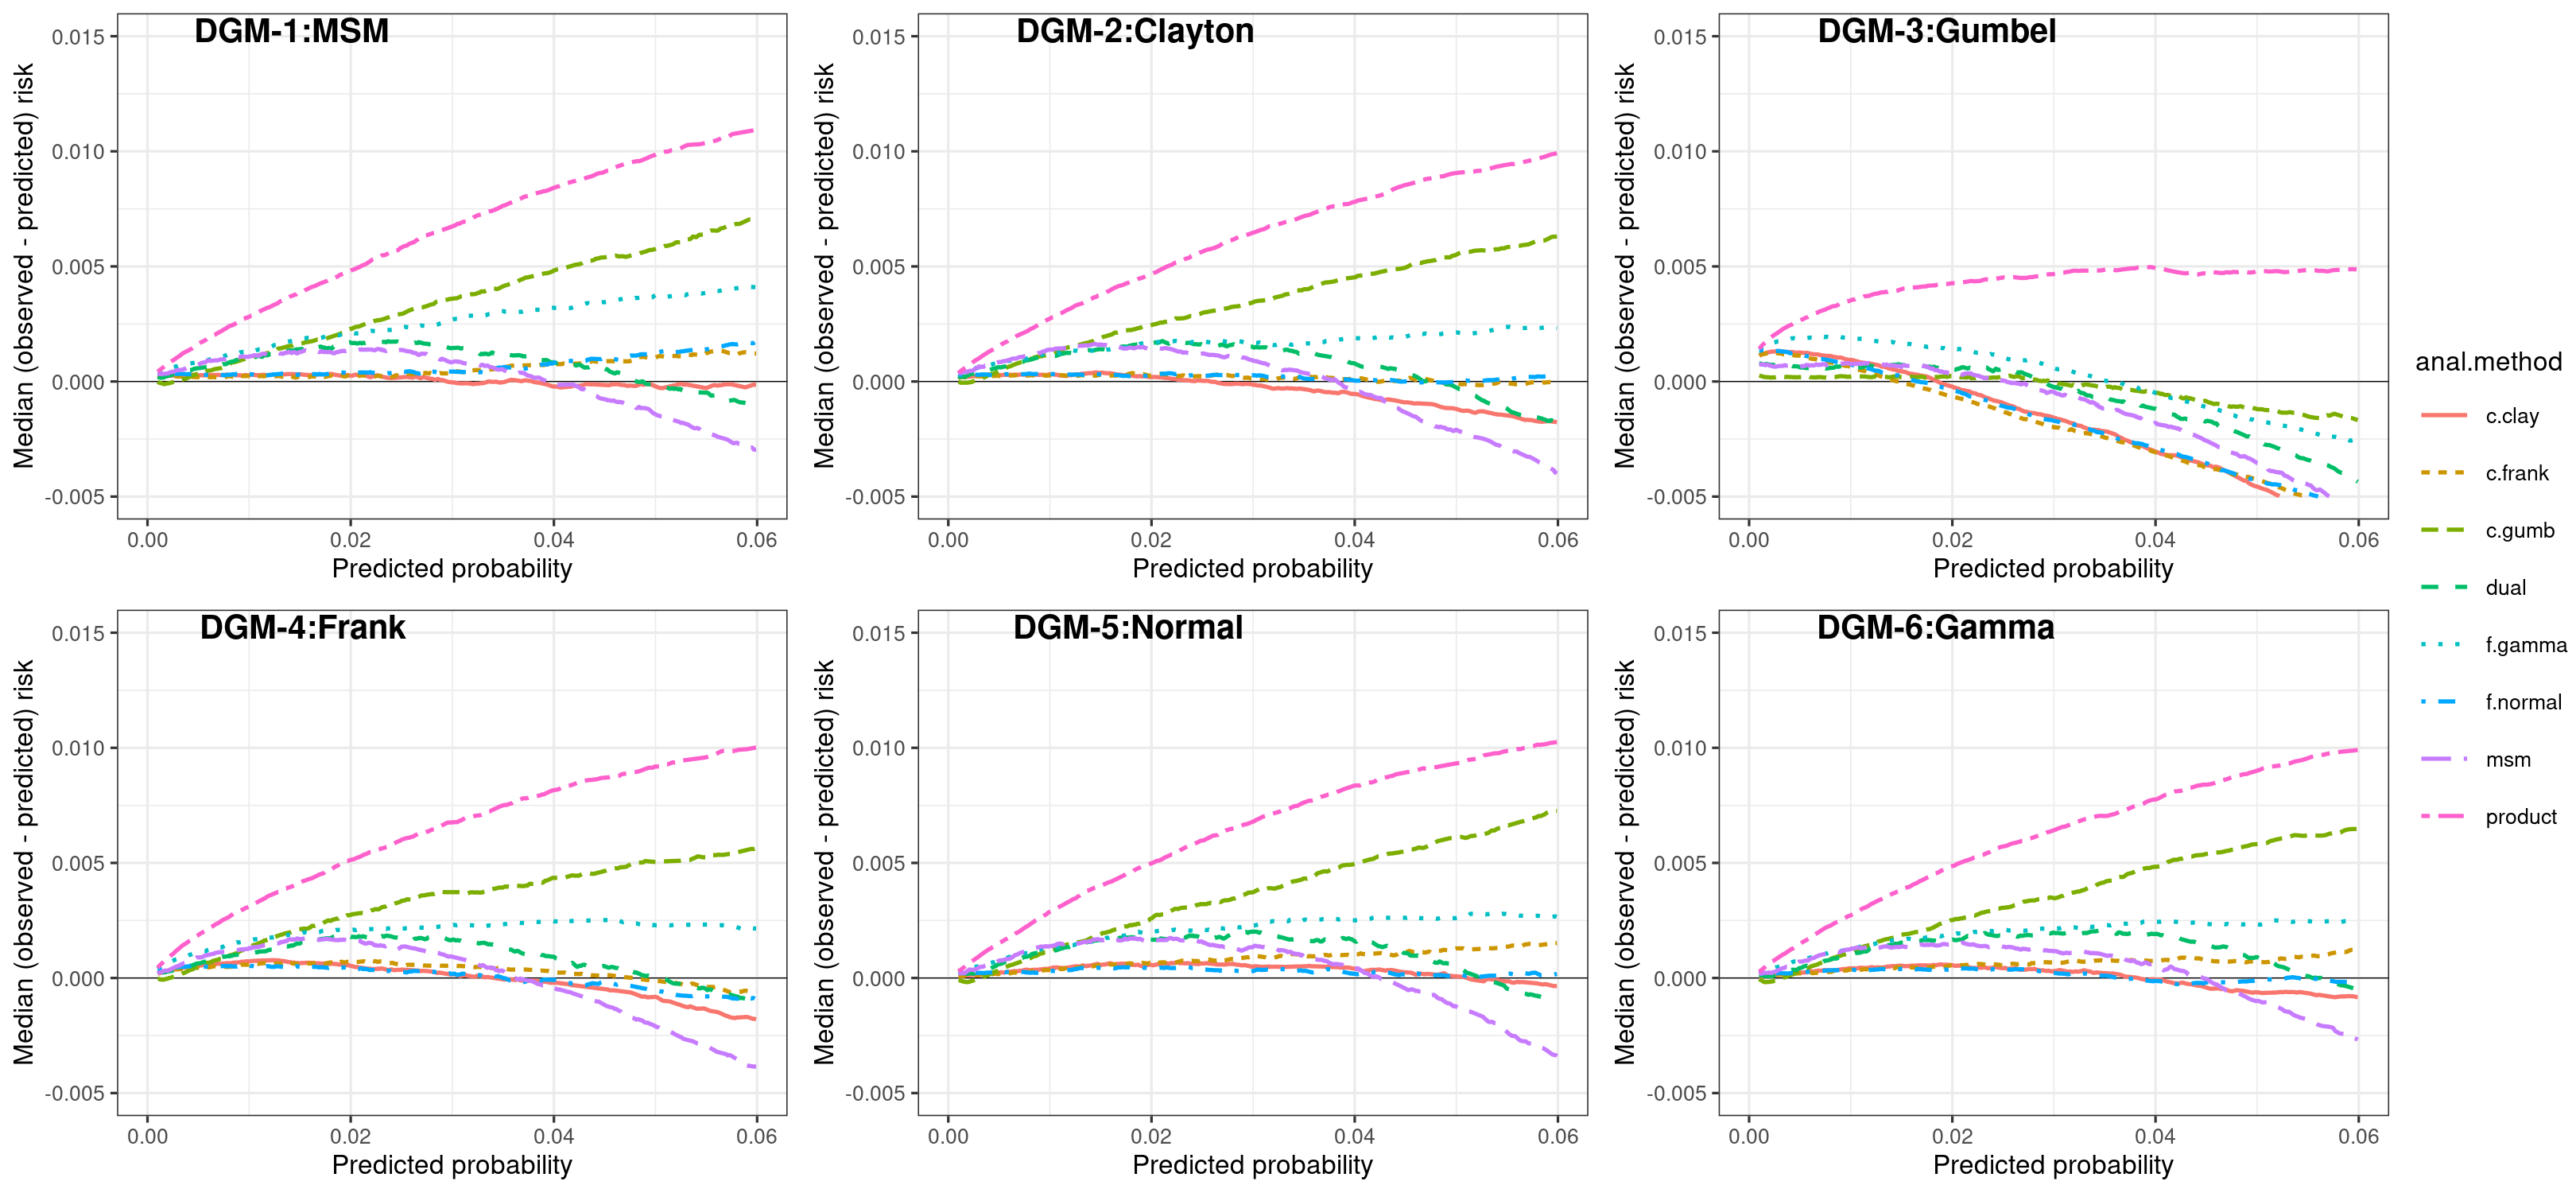 DGM-1:MSM
0.015
0.010
0.005
0.000
-0.005
Median (observed - predicted) risk
0.00 0.02 0.04 0.06
Predicted probability
DGM-2:Clayton
0.015
0.010
0.005
0.000
-0.005
Median (observed - predicted) risk
0.00 0.02 0.04 0.06
Predicted probability
DGM-3:Gumbel
0.015
0.010
0.005
0.000
-0.005
Median (observed - predicted) risk
0.00 0.02 0.04 0.06
Predicted probability
DGM-4:Frank
0.015
0.010
0.005
0.000
-0.005
Median (observed - predicted) risk
0.00 0.02 0.04 0.06
Predicted probability
DGM-5:Normal
0.015
0.010
0.005
0.000
-0.005
Median (observed - predicted) risk
0.00 0.02 0.04 0.06
Predicted probability
DGM-6:Gamma
0.015
0.010
0.005
0.000
-0.005
Median (observed - predicted) risk
0.00 0.02 0.04 0.06
Predicted probability
anal.method
c.clay
c.frank
c.gumb
dual
f.gamma
f.normal
msm
product